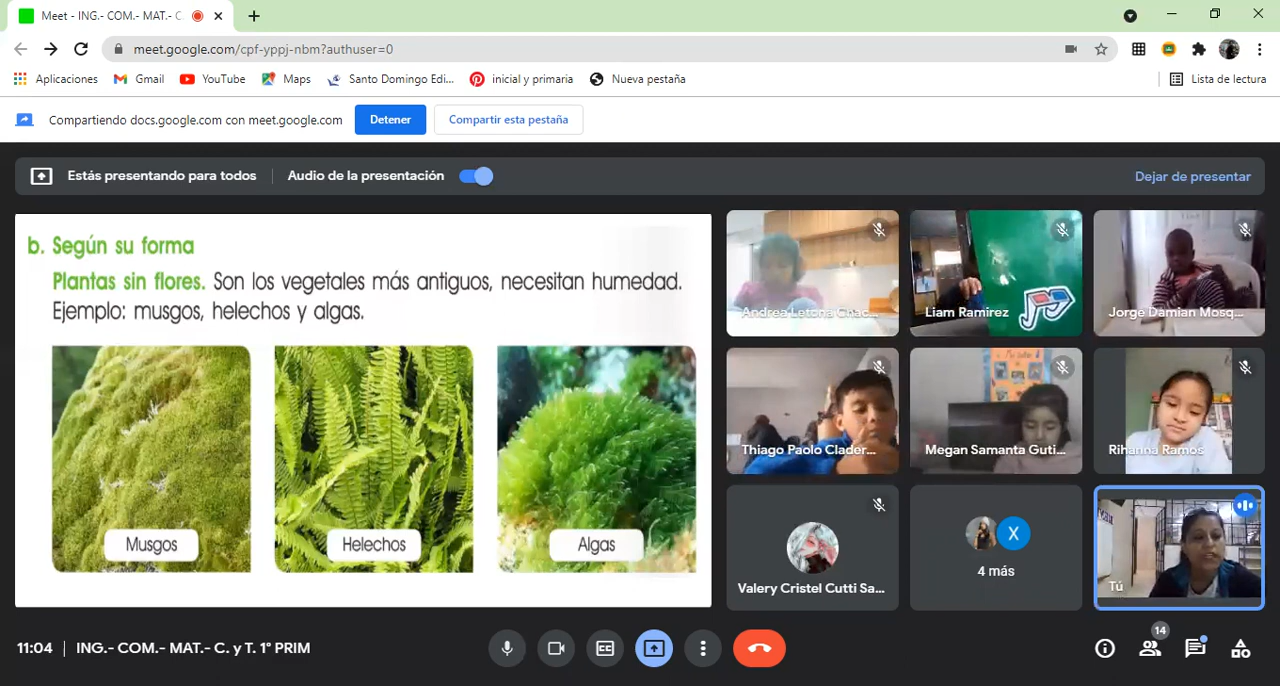 Meet - ING.- COM.- MAT.- C
meet.google.com/cpf-yppj-nbm?authuser=0
Aplicaciones Gmail YouTube Maps Santo Domingo Edi... inicial y primaria Nueva pestaña Lista de lectura
Compartiendo docs.google.com con meet.google.com Detener Compartir esta pestaña
Estás presentando para todos Audio de la presentación Dejar de presentar
b. Según su forma
Plantas sin flores. Son los vegetales más antiguos, necesitan humedad.
Ejemplo: musgos, helechos y algas.
Musgos Helechos Algas
Andrea Letona Chac... Liam Ramirez Jorge Damian Mosq...
Thiago Paolo Clader... Megan Samanta Guti... Rihanna Ramos
Valery Cristel Cutti Sa... X 4 más Tú
11:04 ING.- COM.- MAT.- C. y T. 1° PRIM CC 14